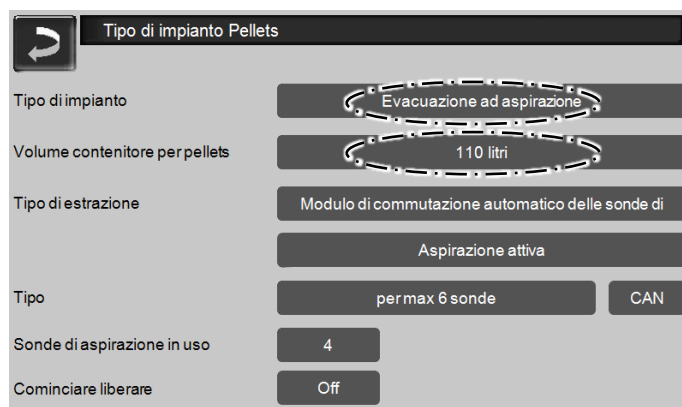 Tipo di impianto Pellets
Tipo di impianto Evacuazione ad aspirazione
Volume contenitore per pellets 110 litri
Tipo di estrazione Modulo di commutazione automatico delle sonde di
Aspirazione attiva
Tipo per max 6 sonde CAN
Sonde di aspirazione in uso 4
Cominciare liberare Off